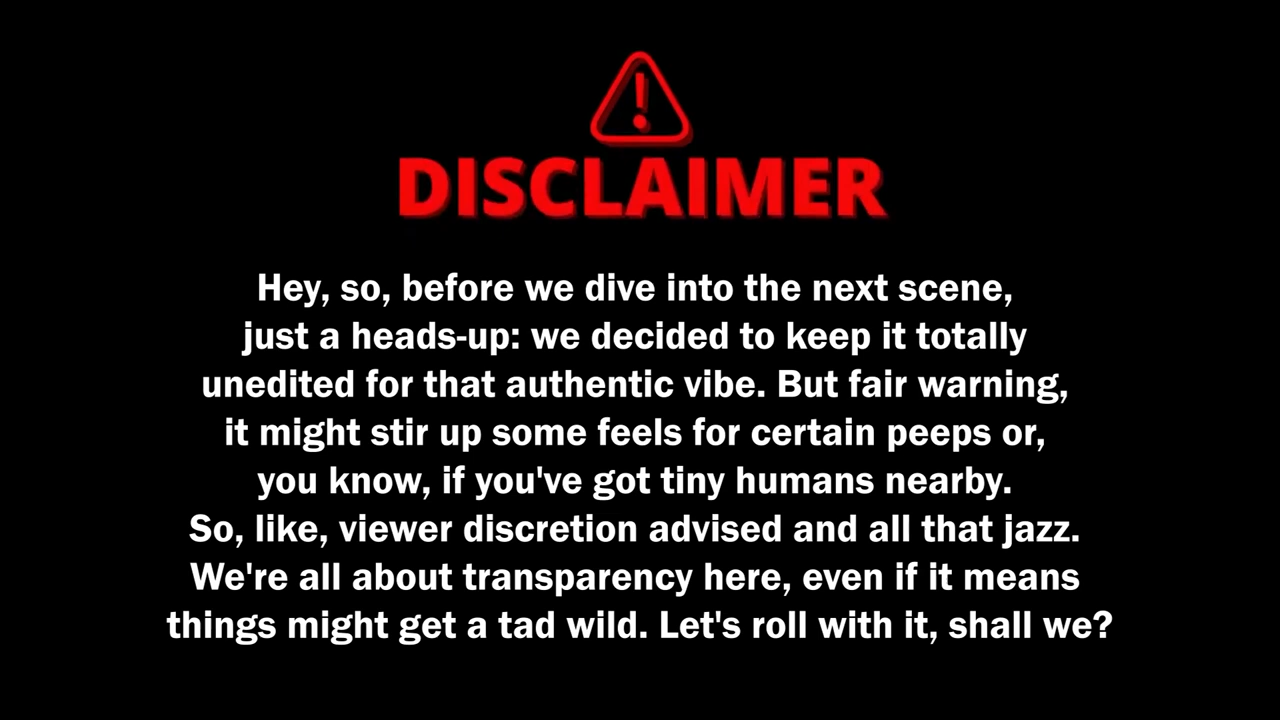 DISCLAIMER
Hey, so, before we dive into the next scene,
just a heads-up: we decided to keep it totally
unedited for that authentic vibe. But fair warning,
it might stir up some feels for certain peeps or,
you know, if you've got tiny humans nearby.
So, like, viewer discretion advised and all that jazz.
We're all about transparency here, even if it means
things might get a tad wild. Let's roll with it, shall we?